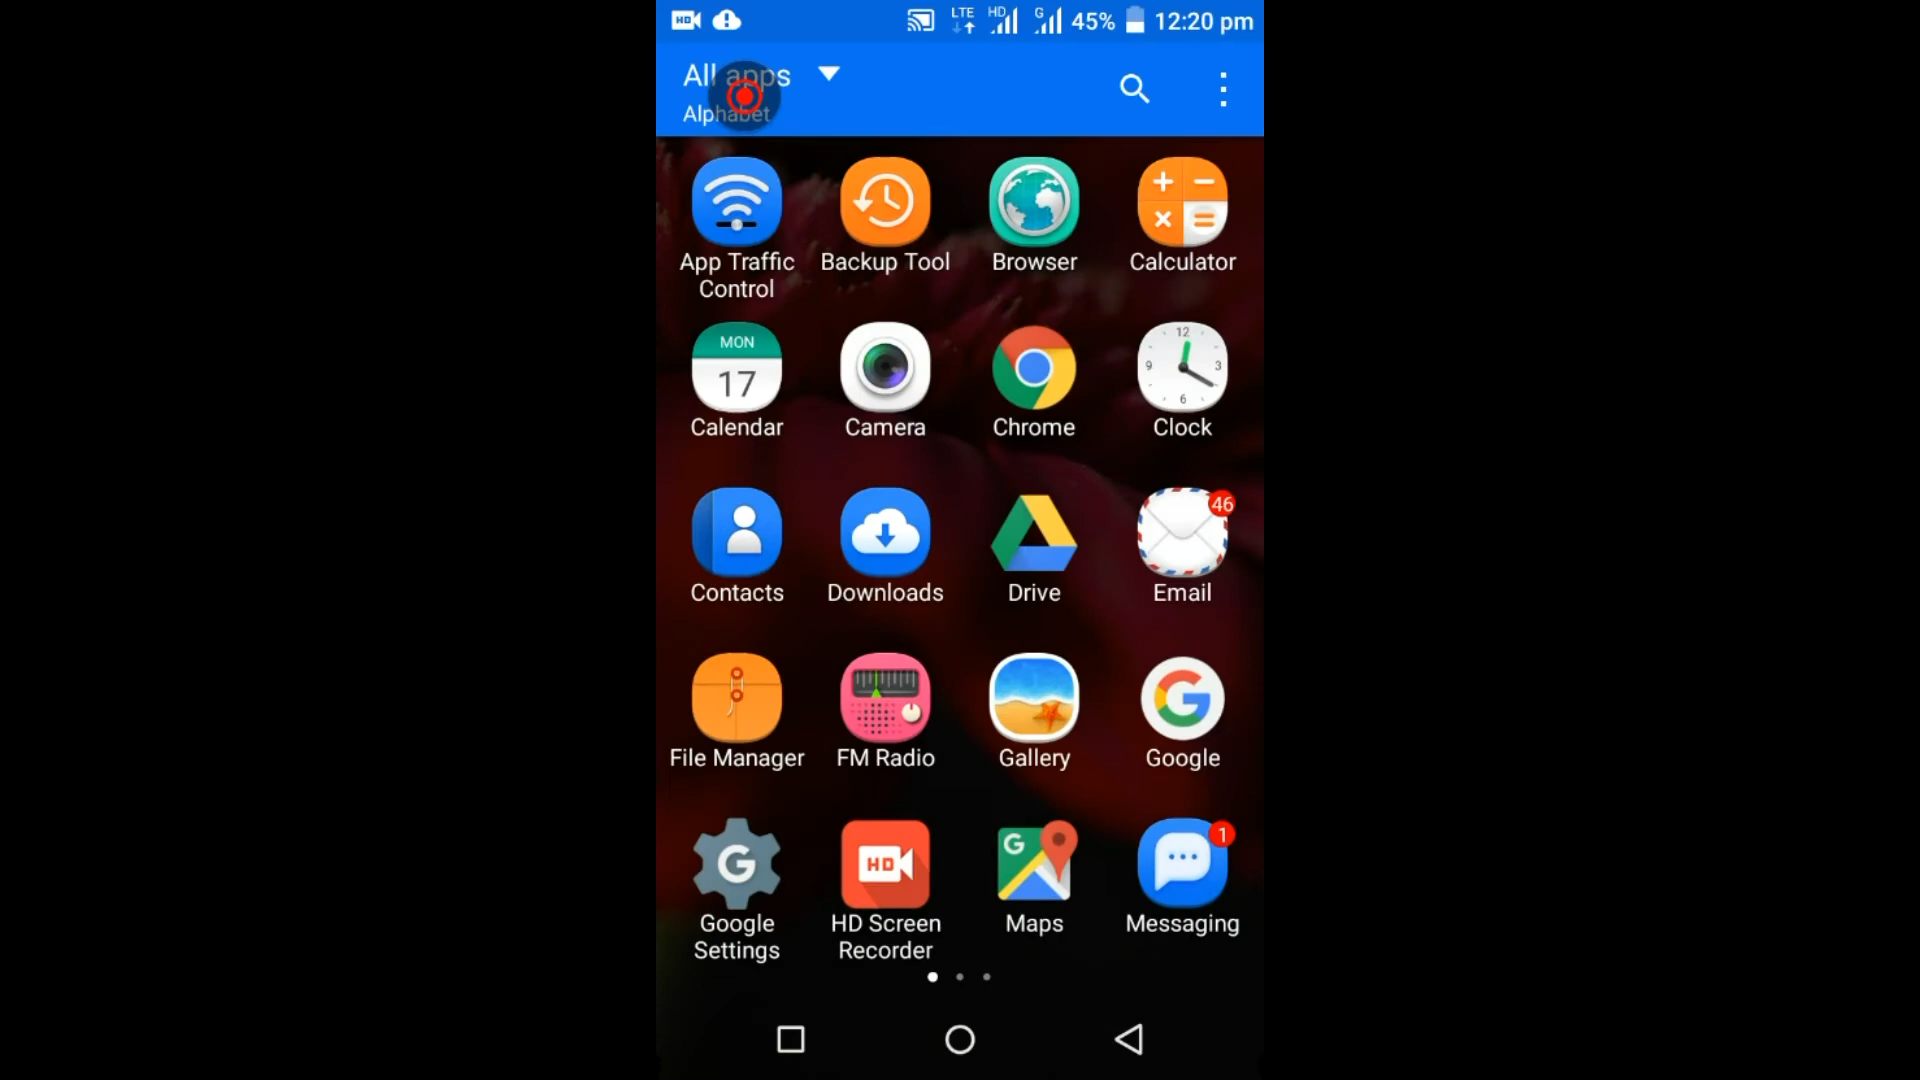 HD LTE HD G 45% 12:20 pm
All apps
Alphabet
App Traffic Control
Backup Tool
Browser
Calculator
MON
17
12
9 3
6
Calendar
Camera
Chrome
Clock
46
Contacts
Downloads
Drive
Email
File Manager
FM Radio
Gallery
G
Google
G
HD
G
1
Google Settings
HD Screen Recorder
Maps
Messaging